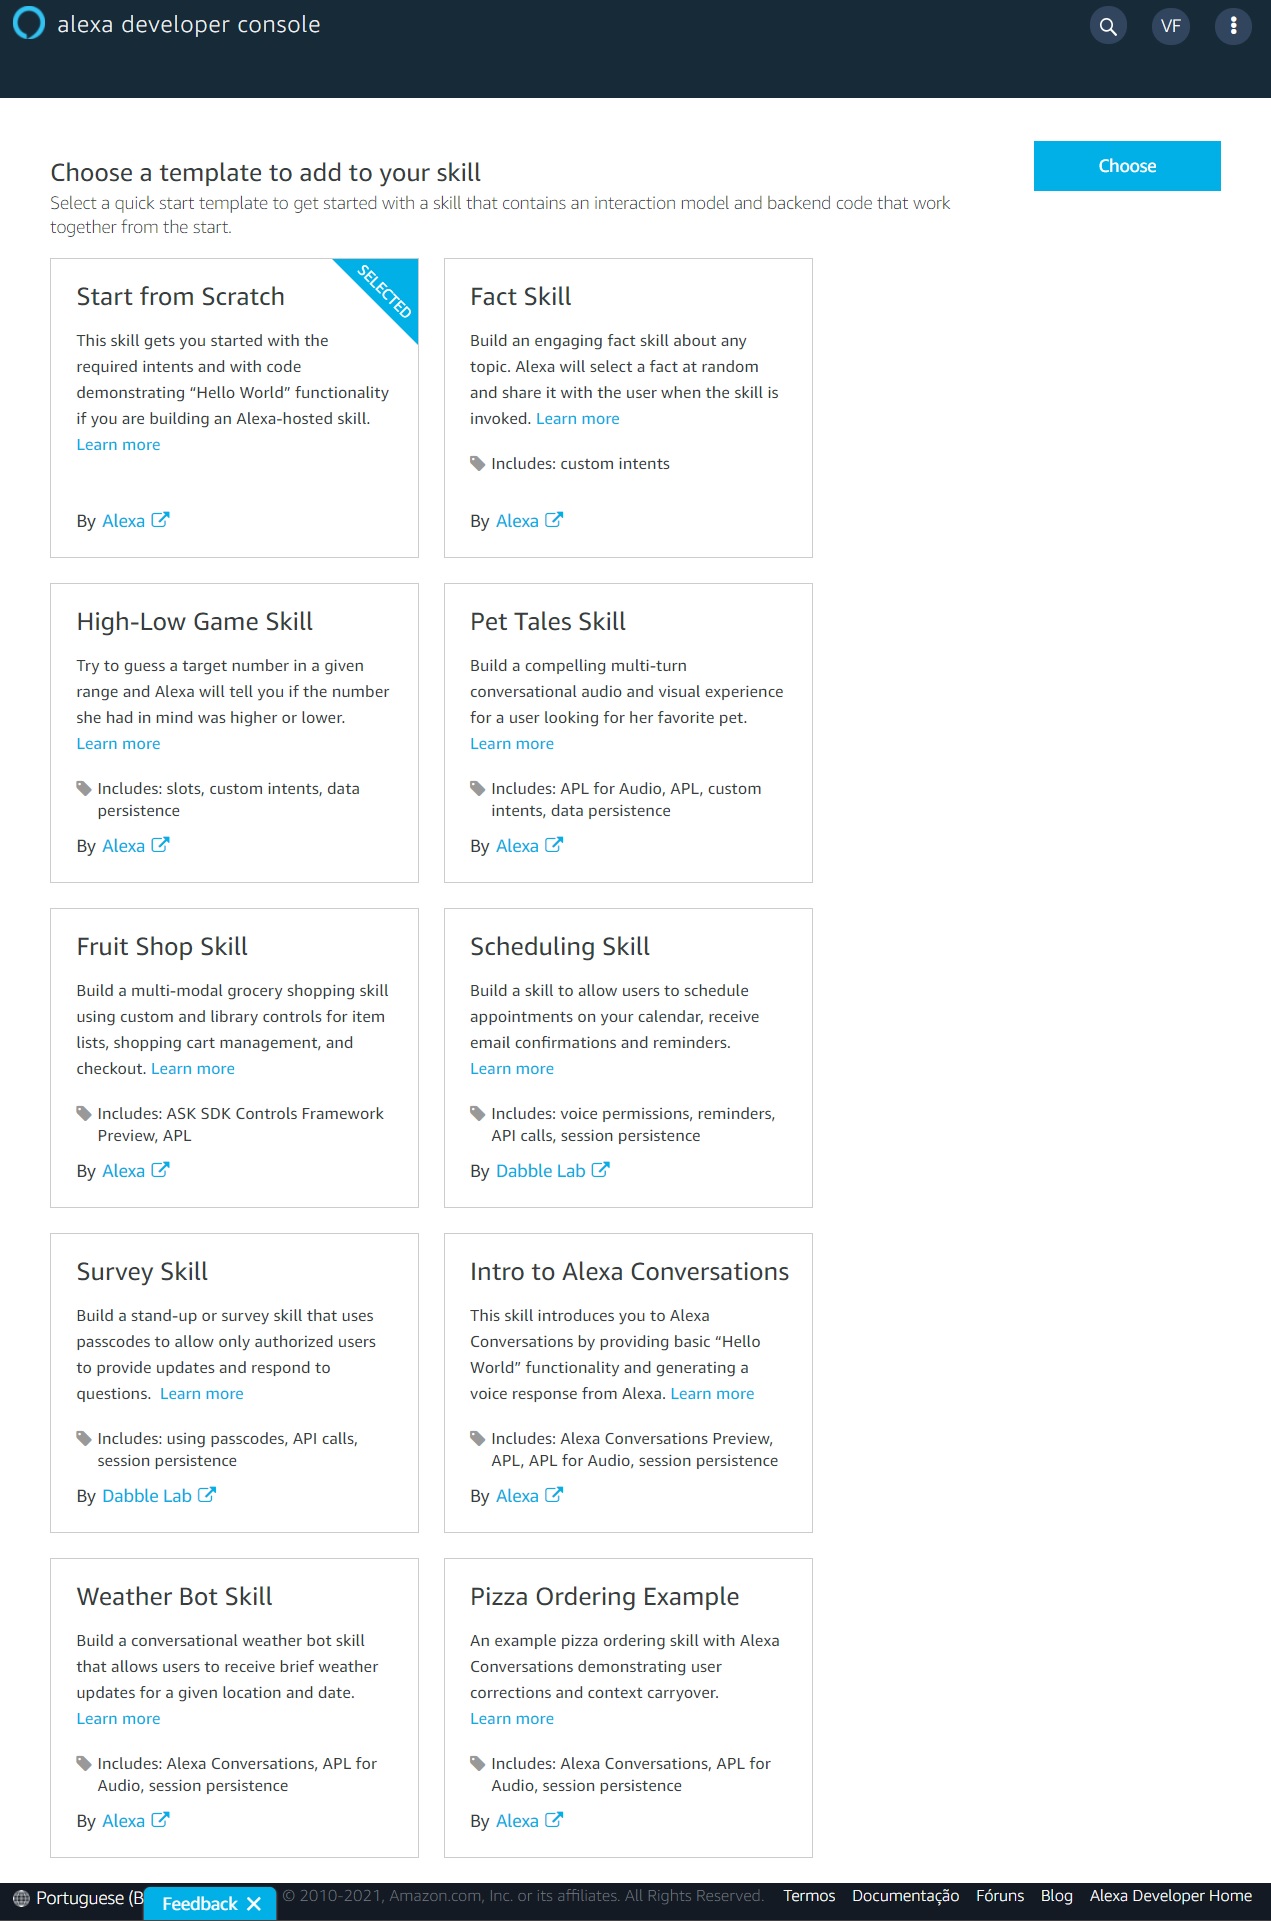 alexa developer console
VF
Choose a template to add to your skill
Choose
Select a quick start template to get started with a skill that contains an interaction model and backend code that work
together from the start.
Start from Scratch
SELECTED
This skill gets you started with the
required intents and with code
demonstrating “Hello World” functionality
if you are building an Alexa-hosted skill.
Learn more
By Alexa
Fact Skill
Build an engaging fact skill about any
topic. Alexa will select a fact at random
and share it with the user when the skill is
invoked. Learn more
Includes: custom intents
By Alexa
High-Low Game Skill
Try to guess a target number in a given
range and Alexa will tell you if the number
she had in mind was higher or lower.
Learn more
Includes: slots, custom intents, data
persistence
By Alexa
Pet Tales Skill
Build a compelling multi-turn
conversational audio and visual experience
for a user looking for her favorite pet.
Learn more
Includes: APL for Audio, APL, custom
intents, data persistence
By Alexa
Fruit Shop Skill
Build a multi-modal grocery shopping skill
using custom and library controls for item
lists, shopping cart management, and
checkout. Learn more
Includes: ASK SDK Controls Framework
Preview, APL
By Alexa
Scheduling Skill
Build a skill to allow users to schedule
appointments on your calendar, receive
email confirmations and reminders.
Learn more
Includes: voice permissions, reminders,
API calls, session persistence
By Dabble Lab
Survey Skill
Build a stand-up or survey skill that uses
passcodes to allow only authorized users
to provide updates and respond to
questions. Learn more
Includes: using passcodes, API calls,
session persistence
By Dabble Lab
Intro to Alexa Conversations
This skill introduces you to Alexa
Conversations by providing basic “Hello
World” functionality and generating a
voice response from Alexa. Learn more
Includes: Alexa Conversations Preview,
APL, APL for Audio, session persistence
By Alexa
Weather Bot Skill
Build a conversational weather bot skill
that allows users to receive brief weather
updates for a given location and date.
Learn more
Includes: Alexa Conversations, APL for
Audio, session persistence
By Alexa
Pizza Ordering Example
An example pizza ordering skill with Alexa
Conversations demonstrating user
corrections and context carryover.
Learn more
Includes: Alexa Conversations, APL for
Audio, session persistence
By Alexa
Portuguese (B
Feedback
© 2010-2021, Amazon.com, Inc. or its affiliates. All Rights Reserved.
Termos Documentação Fóruns Blog Alexa Developer Home